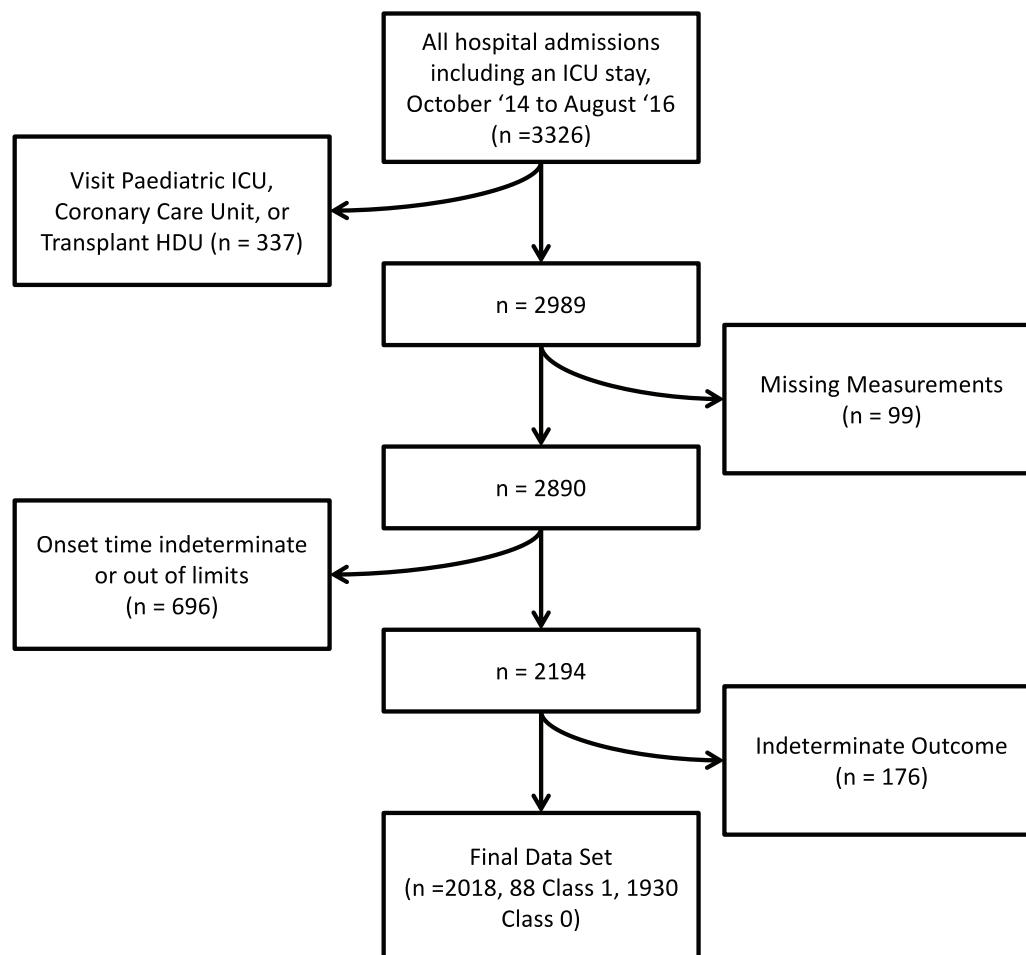 All hospital admissions
including an ICU stay,
October ‘14 to August ‘16
(n =3326)
Visit Paediatric ICU,
Coronary Care Unit, or
Transplant HDU (n = 337)
n = 2989
Missing Measurements
(n = 99)
n = 2890
Onset time indeterminate
or out of limits
(n = 696)
n = 2194
Indeterminate Outcome
(n = 176)
Final Data Set
(n =2018, 88 Class 1, 1930
Class 0)